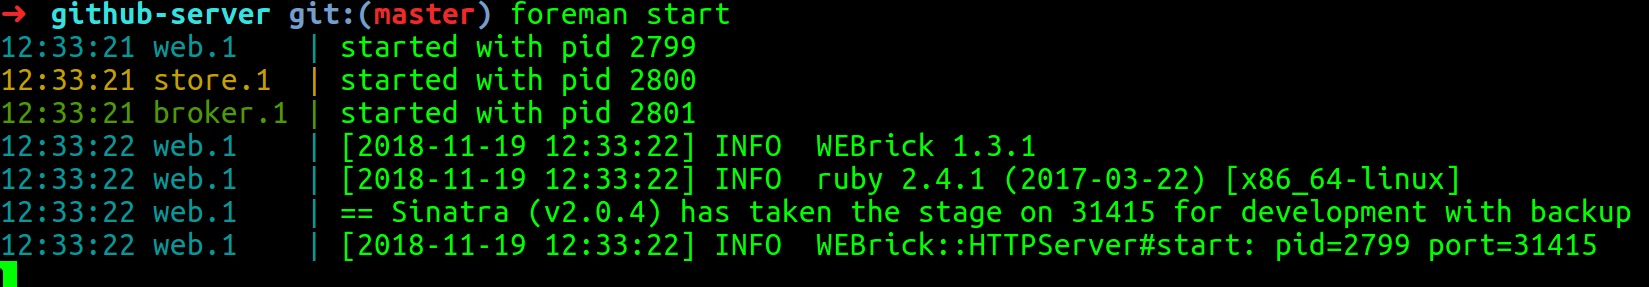 ➜  github-server git:(master) foreman start
12:33:21 web.1    | started with pid 2799
12:33:21 store.1  | started with pid 2800
12:33:21 broker.1 | started with pid 2801
12:33:22 web.1    | [2018-11-19 12:33:22] INFO  WEBrick 1.3.1
12:33:22 web.1    | [2018-11-19 12:33:22] INFO  ruby 2.4.1 (2017-03-22) [x86_64-linux]
12:33:22 web.1    | == Sinatra (v2.0.4) has taken the stage on 31415 for development with backup
12:33:22 web.1    | [2018-11-19 12:33:22] INFO  WEBrick::HTTPServer#start: pid=2799 port=31415